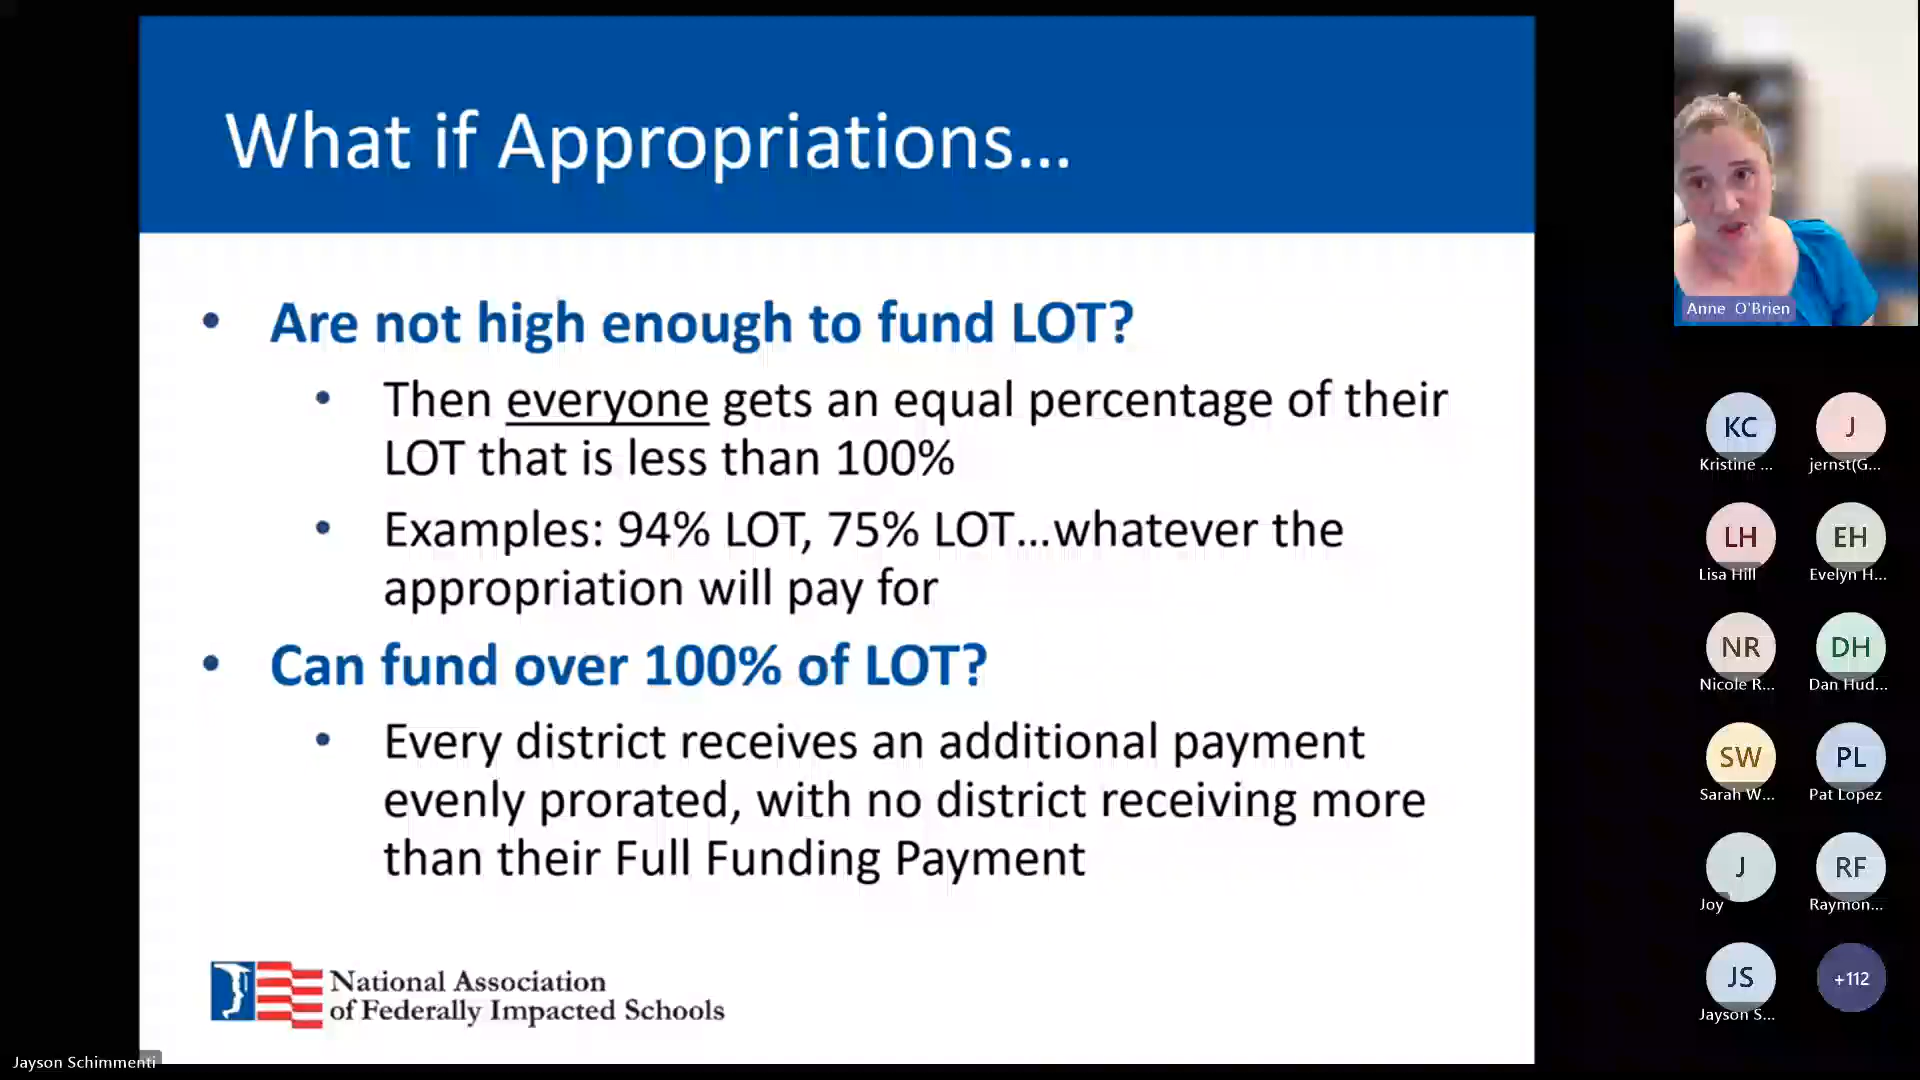 What if Appropriations...
• Are not high enough to fund LOT?
• Then everyone gets an equal percentage of their
LOT that is less than 100%
• Examples: 94% LOT, 75% LOT...whatever the
appropriation will pay for
• Can fund over 100% of LOT?
• Every district receives an additional payment
evenly prorated, with no district receiving more
than their Full Funding Payment
National Association
of Federally Impacted Schools
Jayson Schimmenti
Anne O'Brien
KC
Kristine ...
J
jernst(G...
LH
Lisa Hill
EH
Evelyn H...
NR
Nicole R...
DH
Dan Hud...
SW
Sarah W...
PL
Pat Lopez
J
Joy
RF
Raymon...
JS
Jayson S...
+112